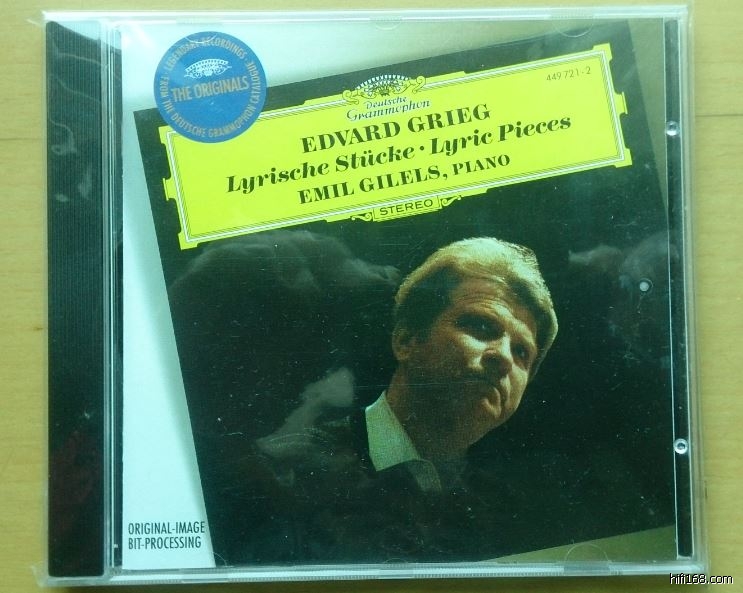 LEGENDARY RECORDINGS
THE ORIGINALS
FROM THE DEUTSCHE GRAMMOPHON CATALOGUE
449 721-2
Deutsche
Grammophon
EDVARD GRIEG
Lyrische Stücke · Lyric Pieces
EMIL GILELS, PIANO
STEREO
ORIGINAL-IMAGE
BIT-PROCESSING
hifi168.com